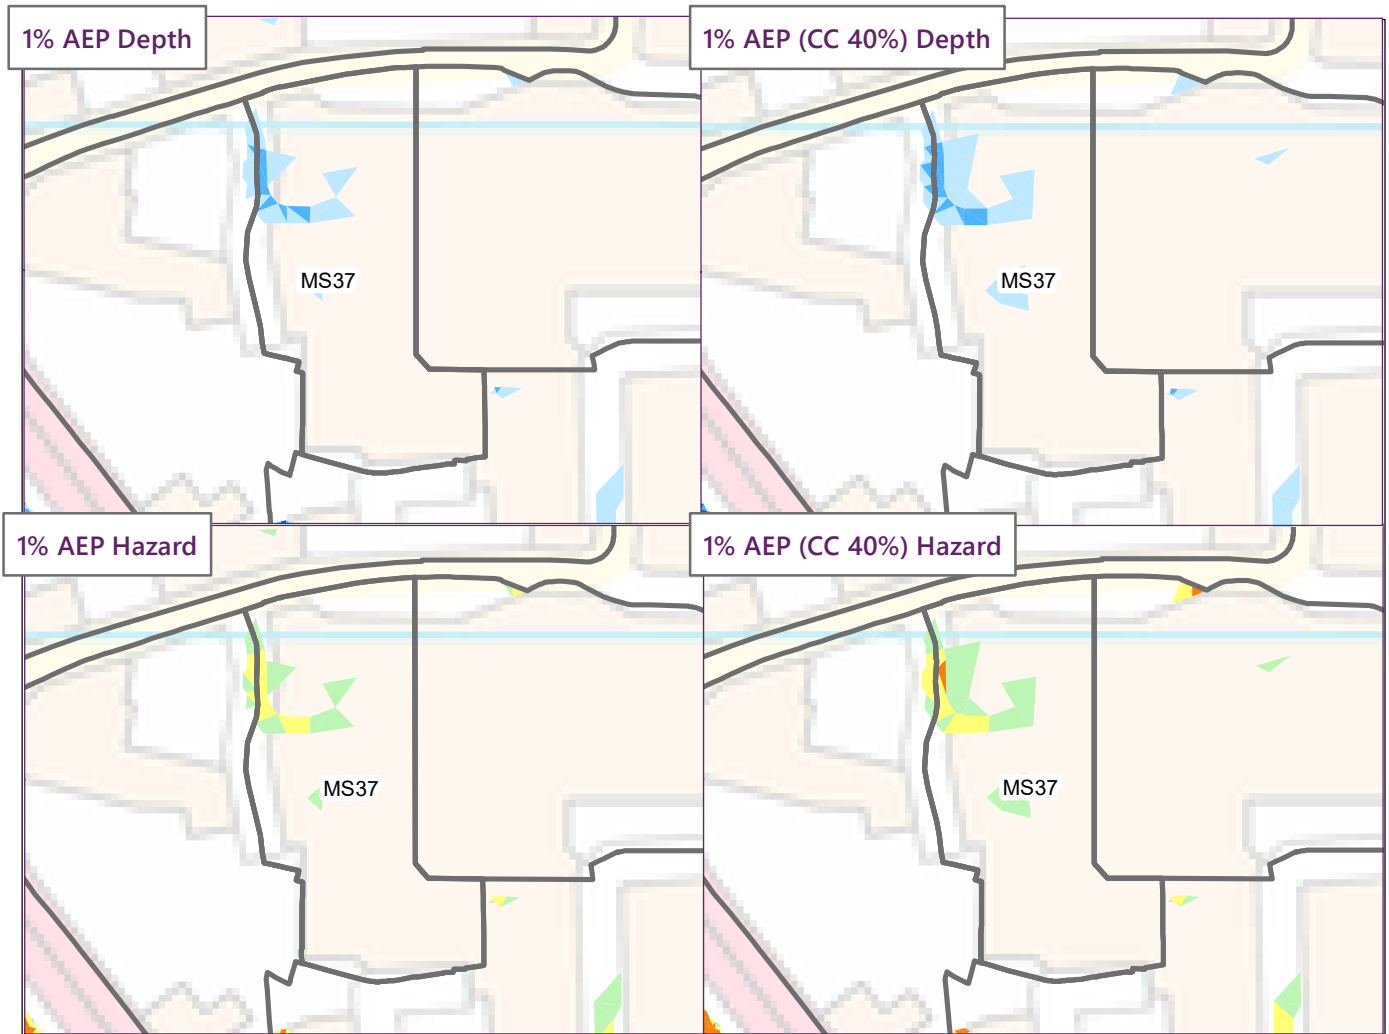 1% AEP Depth
1% AEP (CC 40%) Depth
MS37
MS37
1% AEP Hazard
1% AEP (CC 40%) Hazard
MS37
MS37